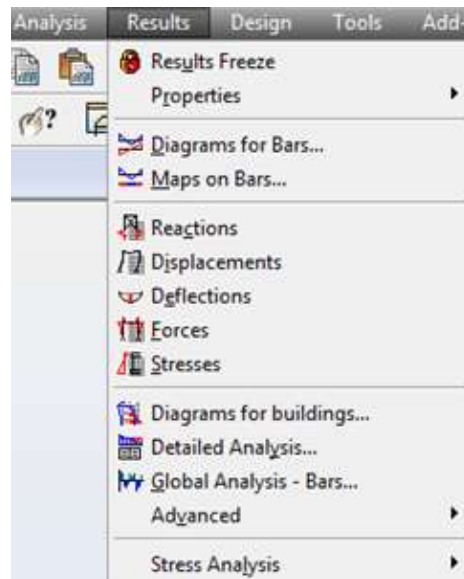 Analysis Results Design Tools Add-
Results Freeze
Properties
Diagrams for Bars...
Maps on Bars...
Reactions
Displacements
Deflections
Forces
Stresses
Diagrams for buildings...
Detailed Analysis...
Global Analysis - Bars...
Advanced
Stress Analysis